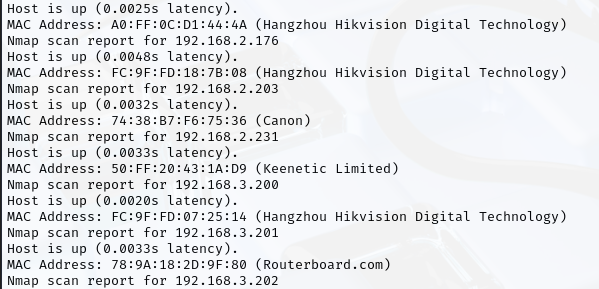 Host is up (0.0025s latency).
MAC Address: A0:FF:0C:D1:44:4A (Hangzhou Hikvision Digital Technology)
Nmap scan report for 192.168.2.176
Host is up (0.0048s latency).
MAC Address: FC:9F:FD:18:7B:08 (Hangzhou Hikvision Digital Technology)
Nmap scan report for 192.168.2.203
Host is up (0.0032s latency).
MAC Address: 74:38:B7:F6:75:36 (Canon)
Nmap scan report for 192.168.2.231
Host is up (0.0033s latency).
MAC Address: 50:FF:20:43:1A:D9 (Keenetic Limited)
Nmap scan report for 192.168.3.200
Host is up (0.0020s latency).
MAC Address: FC:9F:FD:07:25:14 (Hangzhou Hikvision Digital Technology)
Nmap scan report for 192.168.3.201
Host is up (0.0033s latency).
MAC Address: 78:9A:18:2D:9F:80 (Routerboard.com)
Nmap scan report for 192.168.3.202